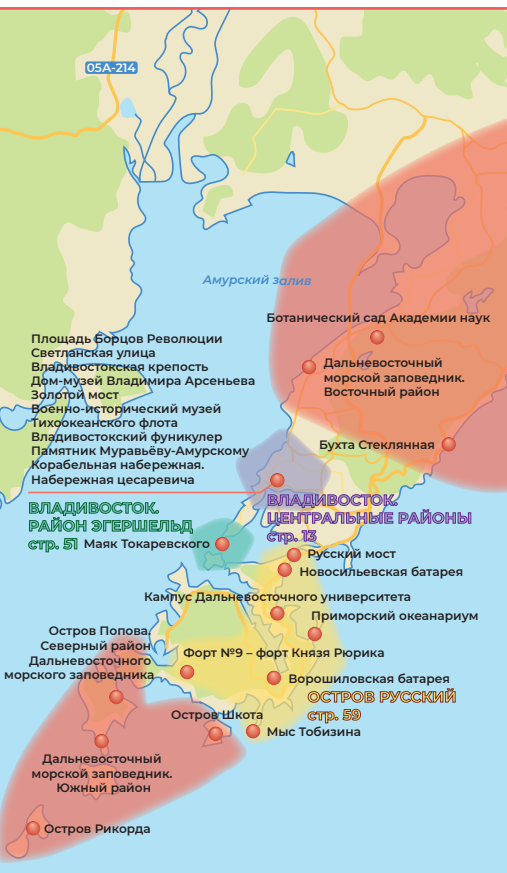 05А-214
Амурский залив
Ботанический сад Академии наук
Площадь Борцов Революции
Светланская улица
Владивостокская крепость
Дом-музей Владимира Арсеньева
Золотой мост
Военно-исторический музей
Тихоокеанского флота
Владивостокский фуникулер
Памятник Муравьёву-Амурскому
Корабельная набережная.
Набережная цесаревича
Дальневосточный
морской заповедник.
Восточный район
Бухта Стеклянная
ВЛАДИВОСТОК.
РАЙОН ЭГЕРШЕЛЬД
стр. 51
Маяк Токаревского
ВЛАДИВОСТОК.
ЦЕНТРАЛЬНЫЕ РАЙОНЫ
стр. 13
Русский мост
Новосильевская батарея
Кампус Дальневосточного университета
Приморский океанариум
Остров Попова.
Северный район
Дальневосточного
морского заповедника
Форт №9 – форт Князя Рюрика
Ворошиловская батарея
ОСТРОВ РУССКИЙ
стр. 59
Остров Шкота
Мыс Тобизина
Дальневосточный
морской заповедник.
Южный район
Остров Рикорда